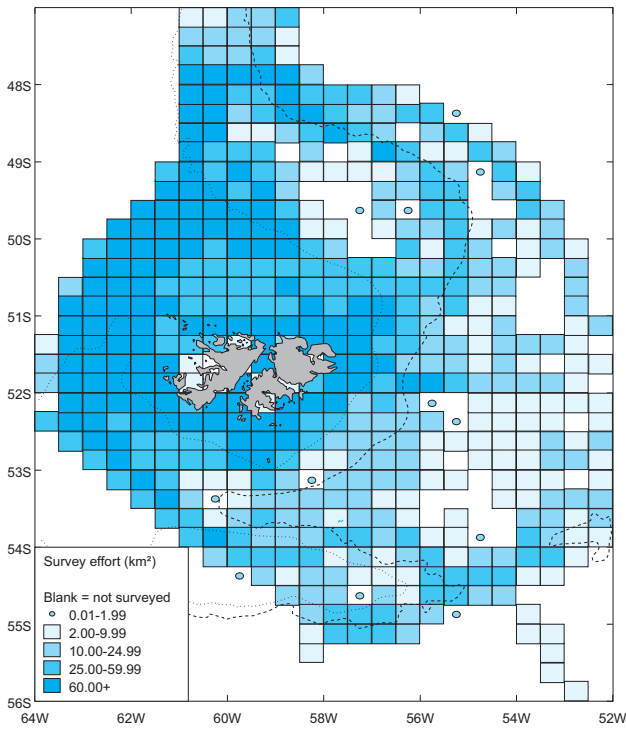 48S
49S
50S
51S
52S
53S
54S
55S
56S
Survey effort (km²)
Blank = not surveyed
0.01-1.99
2.00-9.99
10.00-24.99
25.00-59.99
60.00+
64W 62W 60W 58W 56W 54W 52W